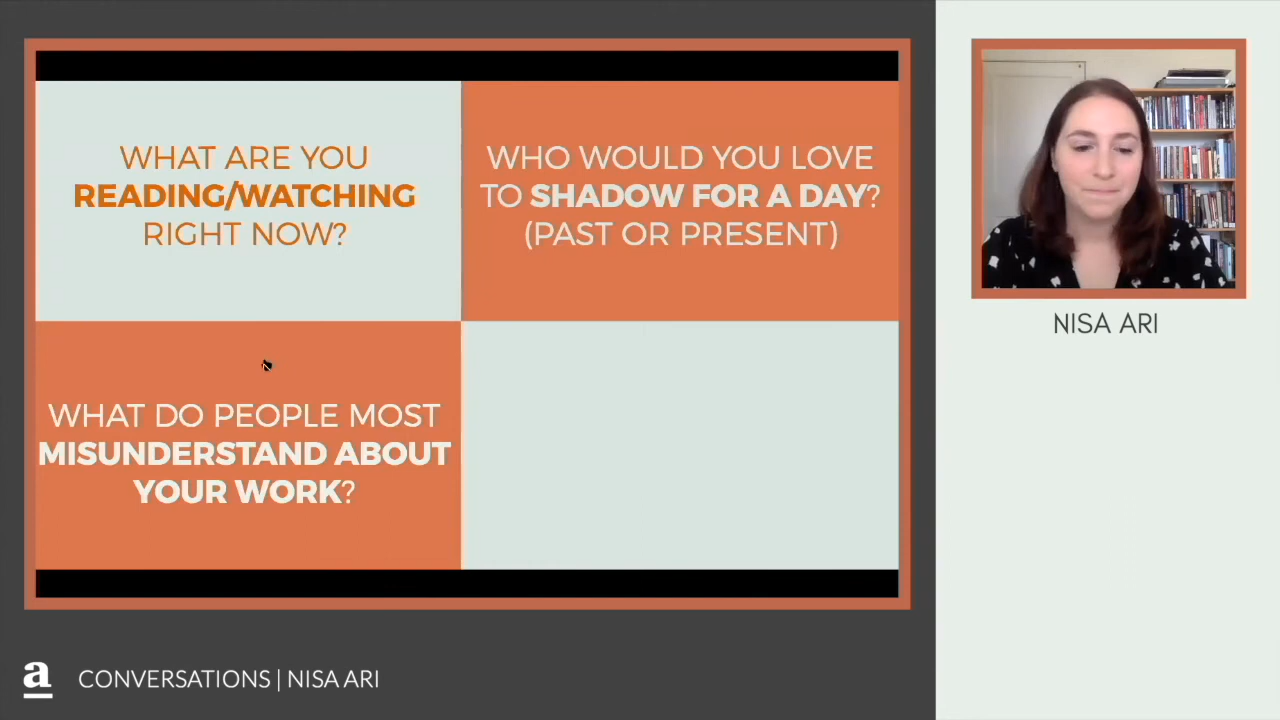 WHAT ARE YOU
READING/WATCHING
RIGHT NOW?
WHO WOULD YOU LOVE
TO SHADOW FOR A DAY?
(PAST OR PRESENT)
WHAT DO PEOPLE MOST
MISUNDERSTAND ABOUT
YOUR WORK?
NISA ARI
a
CONVERSATIONS | NISA ARI